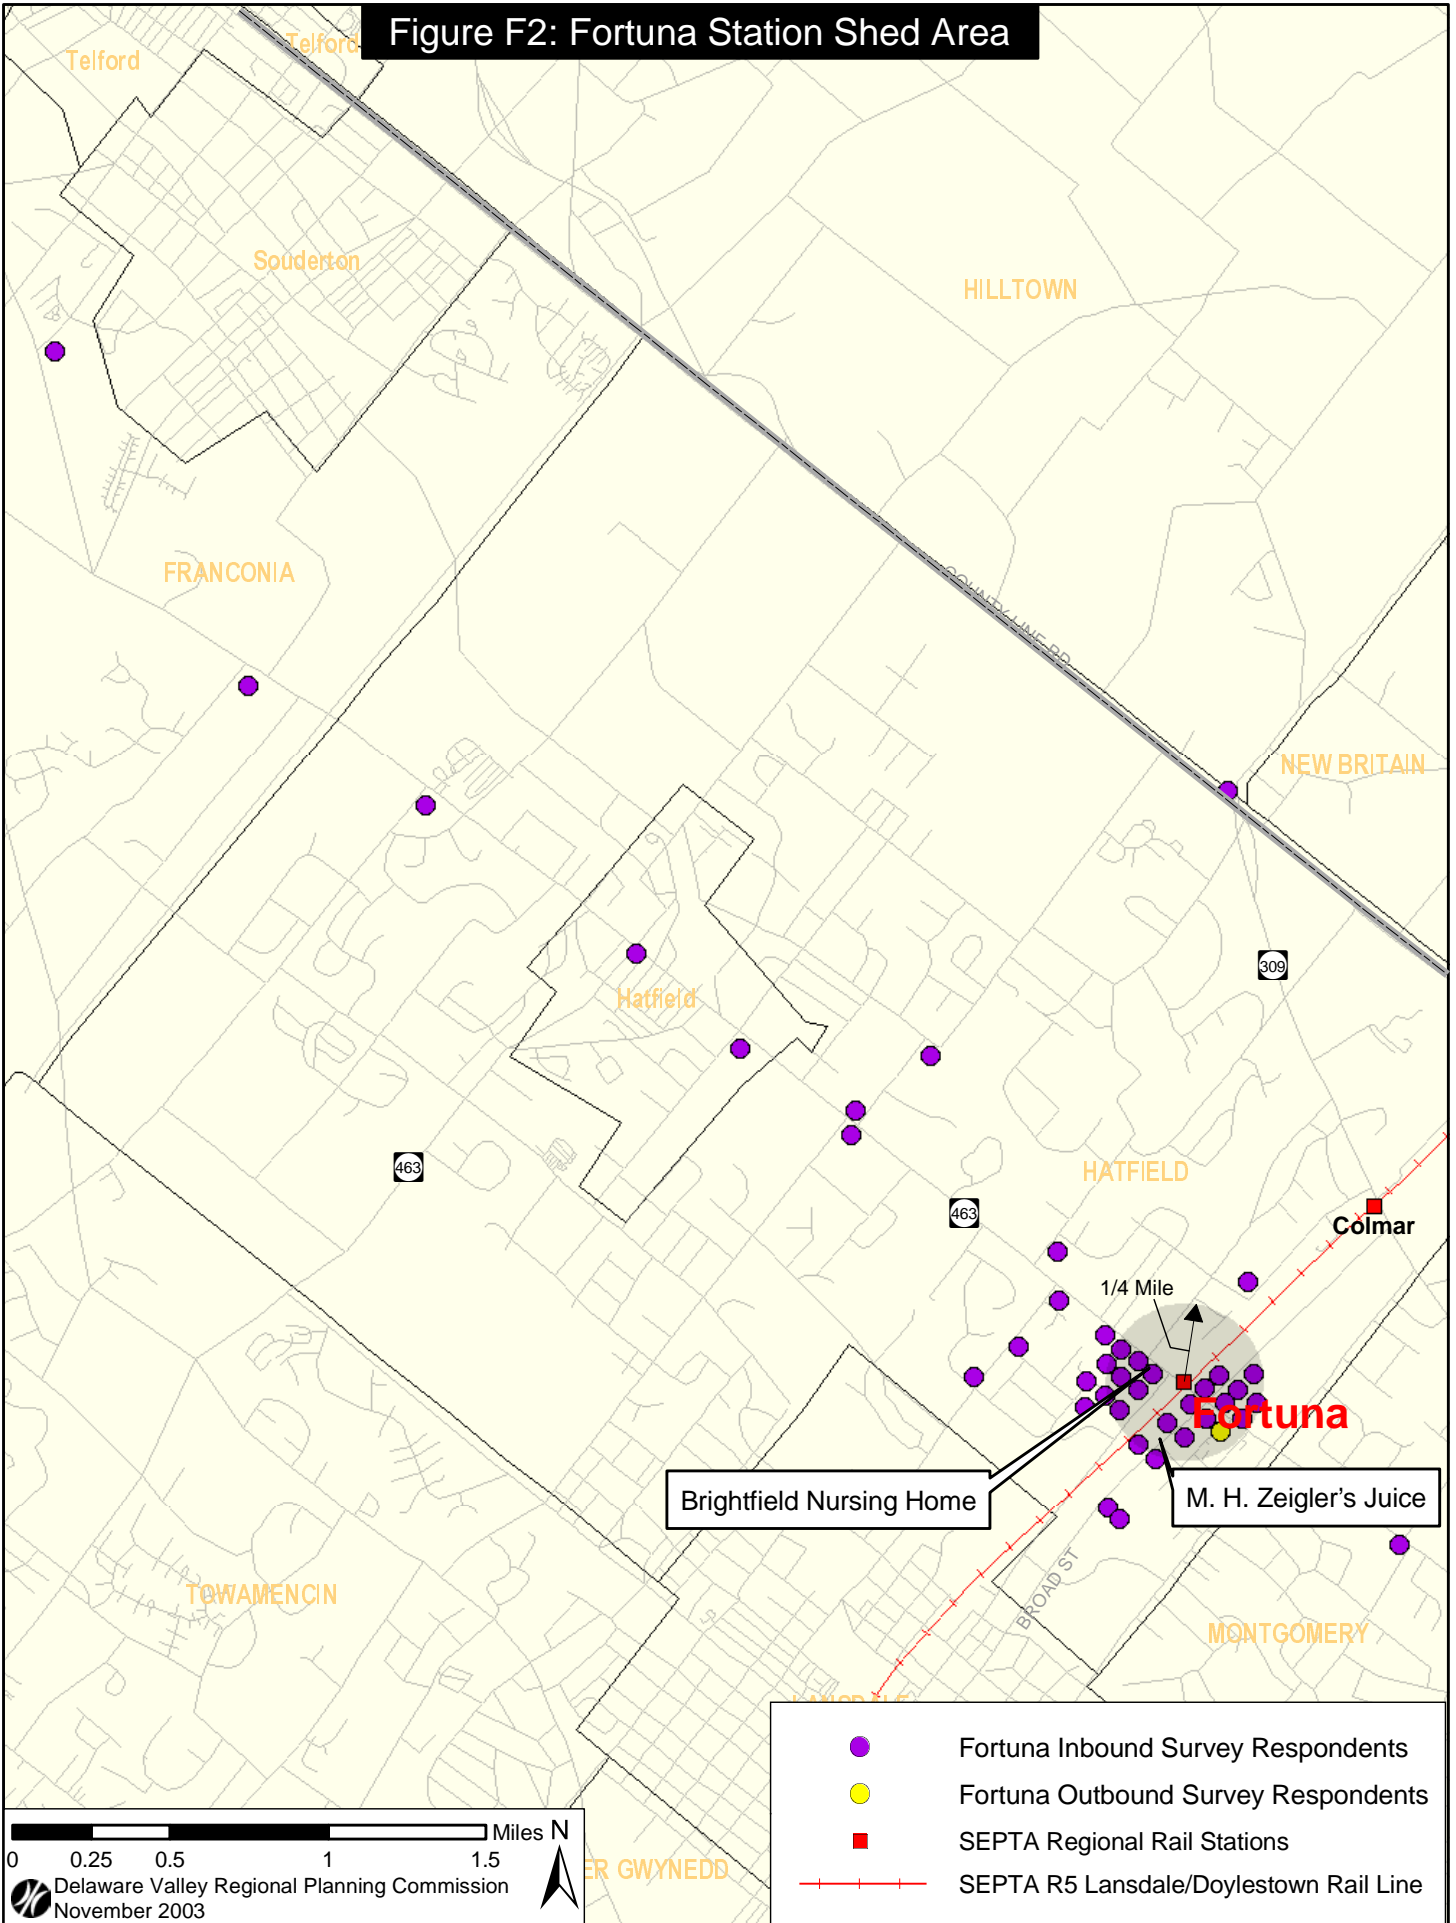 Figure F2: Fortuna Station Shed Area
Telford
Telford
Souderton
HILLTOWN
FRANCONIA
COUNTY LINE RD
NEW BRITAIN
309
Hatfield
463
HATFIELD
463
Colmar
1/4 Mile
Fortuna
Brightfield Nursing Home
M. H. Zeigler's Juice
BROAD ST
TOWAMENCIN
MONTGOMERY
LANSDALE
Fortuna Inbound Survey Respondents
Fortuna Outbound Survey Respondents
SEPTA Regional Rail Stations
SEPTA R5 Lansdale/Doylestown Rail Line
Miles N
0 0.25 0.5 1 1.5
ER GWYNEDD
Delaware Valley Regional Planning Commission
November 2003